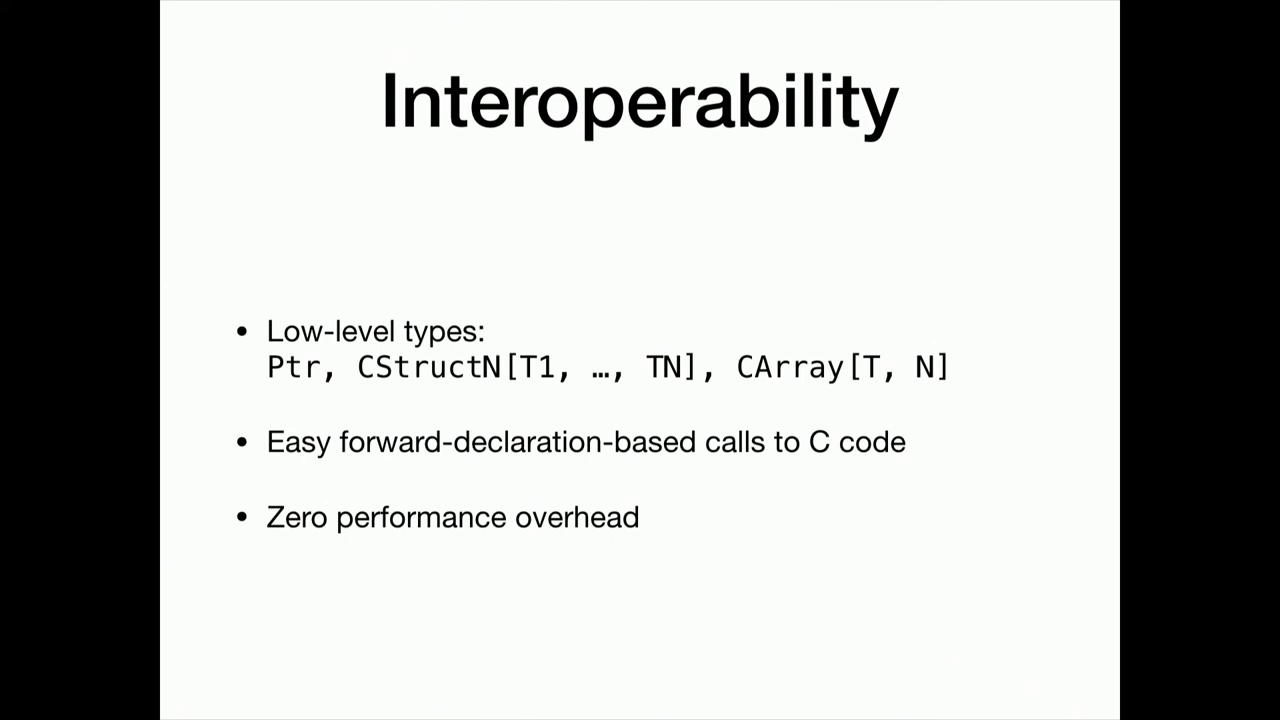 Interoperability
• Low-level types:
Ptr, CStructN[T1, …, TN], CArray[T, N]
• Easy forward-declaration-based calls to C code
• Zero performance overhead